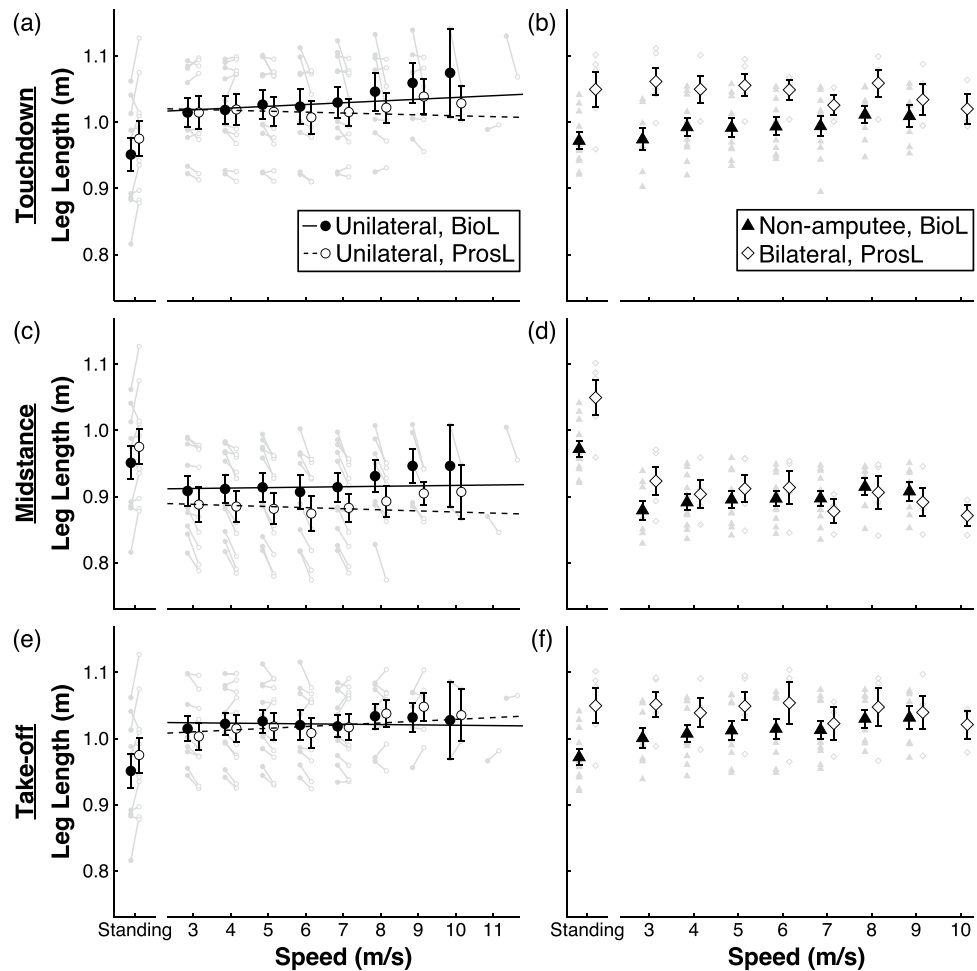 (a)
(b)
1.1
1.0
0.9
0.8
Touchdown
Leg Length (m)
Unilateral, BioL
Unilateral, ProsL
Non-amputee, BioL
Bilateral, ProsL
(c)
(d)
1.1
1.0
0.9
0.8
Midstance
Leg Length (m)
(e)
(f)
1.1
1.0
0.9
0.8
Take-off
Leg Length (m)
Standing 3 4 5 6 7 8 9 10 11
Standing 3 4 5 6 7 8 9 10
Speed (m/s)
Speed (m/s)